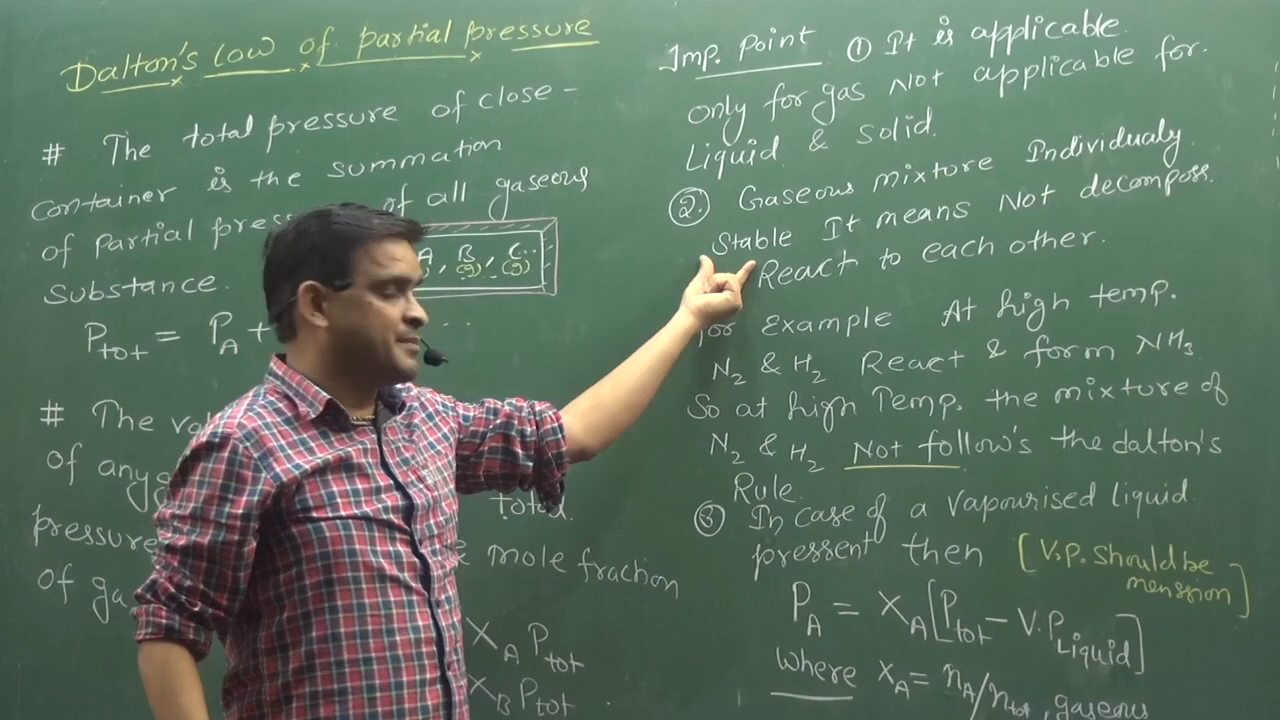 Dalton's Low of partial pressure
# The total pressure of close-
container is the summation
of partial press of all gaseous
substance.
A, B, C..
(g), (g)
P_tot = P_A + ...
# The va
of any g
pressure total.
of ga mole fraction
X_A P_tot
X_B P_tot.
Imp. Point ① It is applicable
only for gas Not applicable for.
Liquid & Solid.
②. Gaseous mixture Individualy
Stable It means Not decomposs.
React to each other.
for Example At high temp.
N₂ & H₂ React & form NH₃
So at high Temp. the mixture of
N₂ & H₂ Not follow's the dalton's
Rule.
③ In case of a Vapourised liquid
pressent then [V.P. should be
menssion]
P_A = X_A [P_tot - V.P_Liquid]
where X_A = n_A/n_tot, gaseous